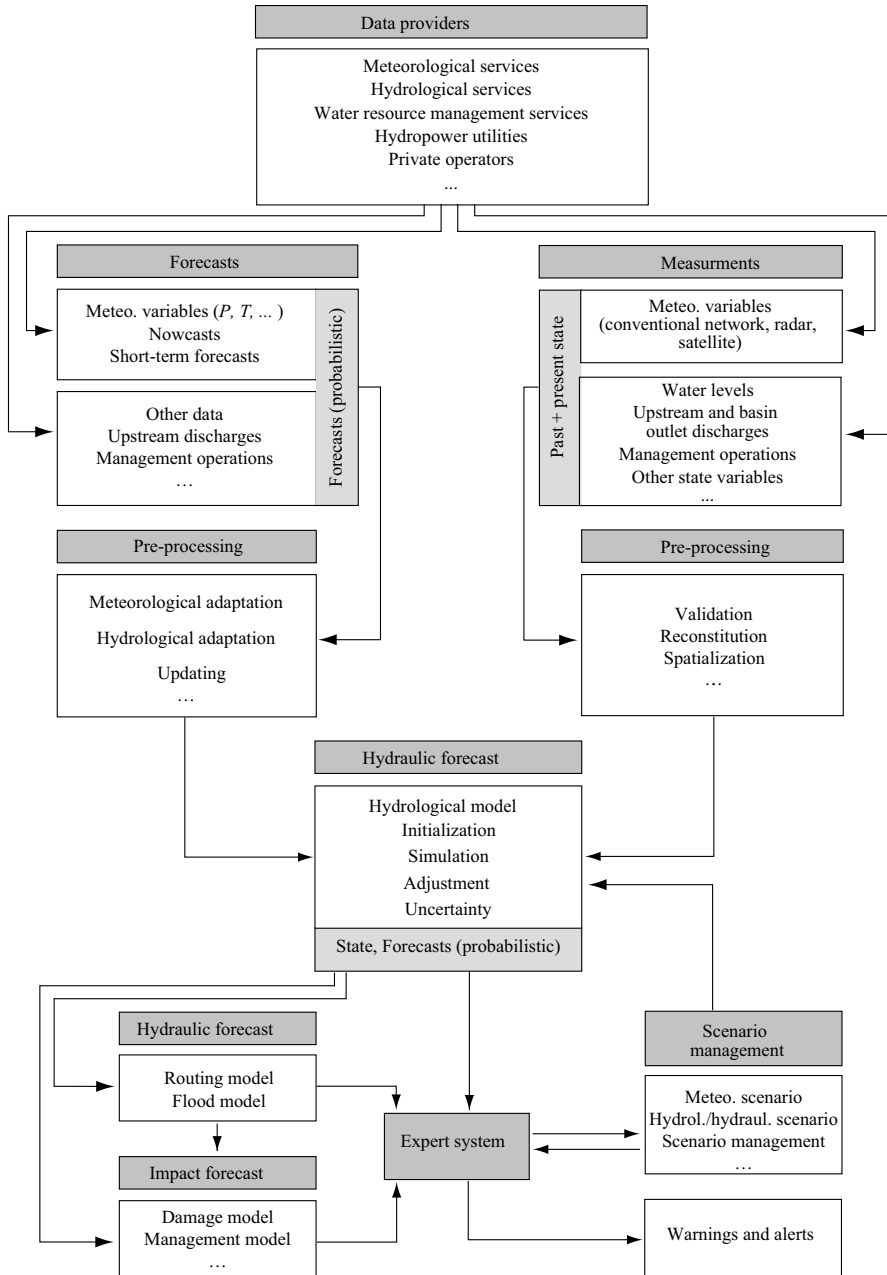 Data providers
Meteorological services
Hydrological services
Water resource management services
Hydropower utilities
Private operators
...
Forecasts
Meteo. variables (P, T, ... )
Nowcasts
Short-term forecasts
Other data
Upstream discharges
Management operations
…
Forecasts (probabilistic)
Measurments
Past + present state
Meteo. variables
(conventional network, radar,
satellite)
Water levels
Upstream and basin
outlet discharges
Management operations
Other state variables
...
Pre-processing
Meteorological adaptation
Hydrological adaptation
Updating
…
Pre-processing
Validation
Reconstitution
Spatialization
…
Hydraulic forecast
Hydrological model
Initialization
Simulation
Adjustment
Uncertainty
State, Forecasts (probabilistic)
Hydraulic forecast
Routing model
Flood model
Impact forecast
Damage model
Management model
…
Expert system
Scenario
management
Meteo. scenario
Hydrol./hydraul. scenario
Scenario management
…
Warnings and alerts